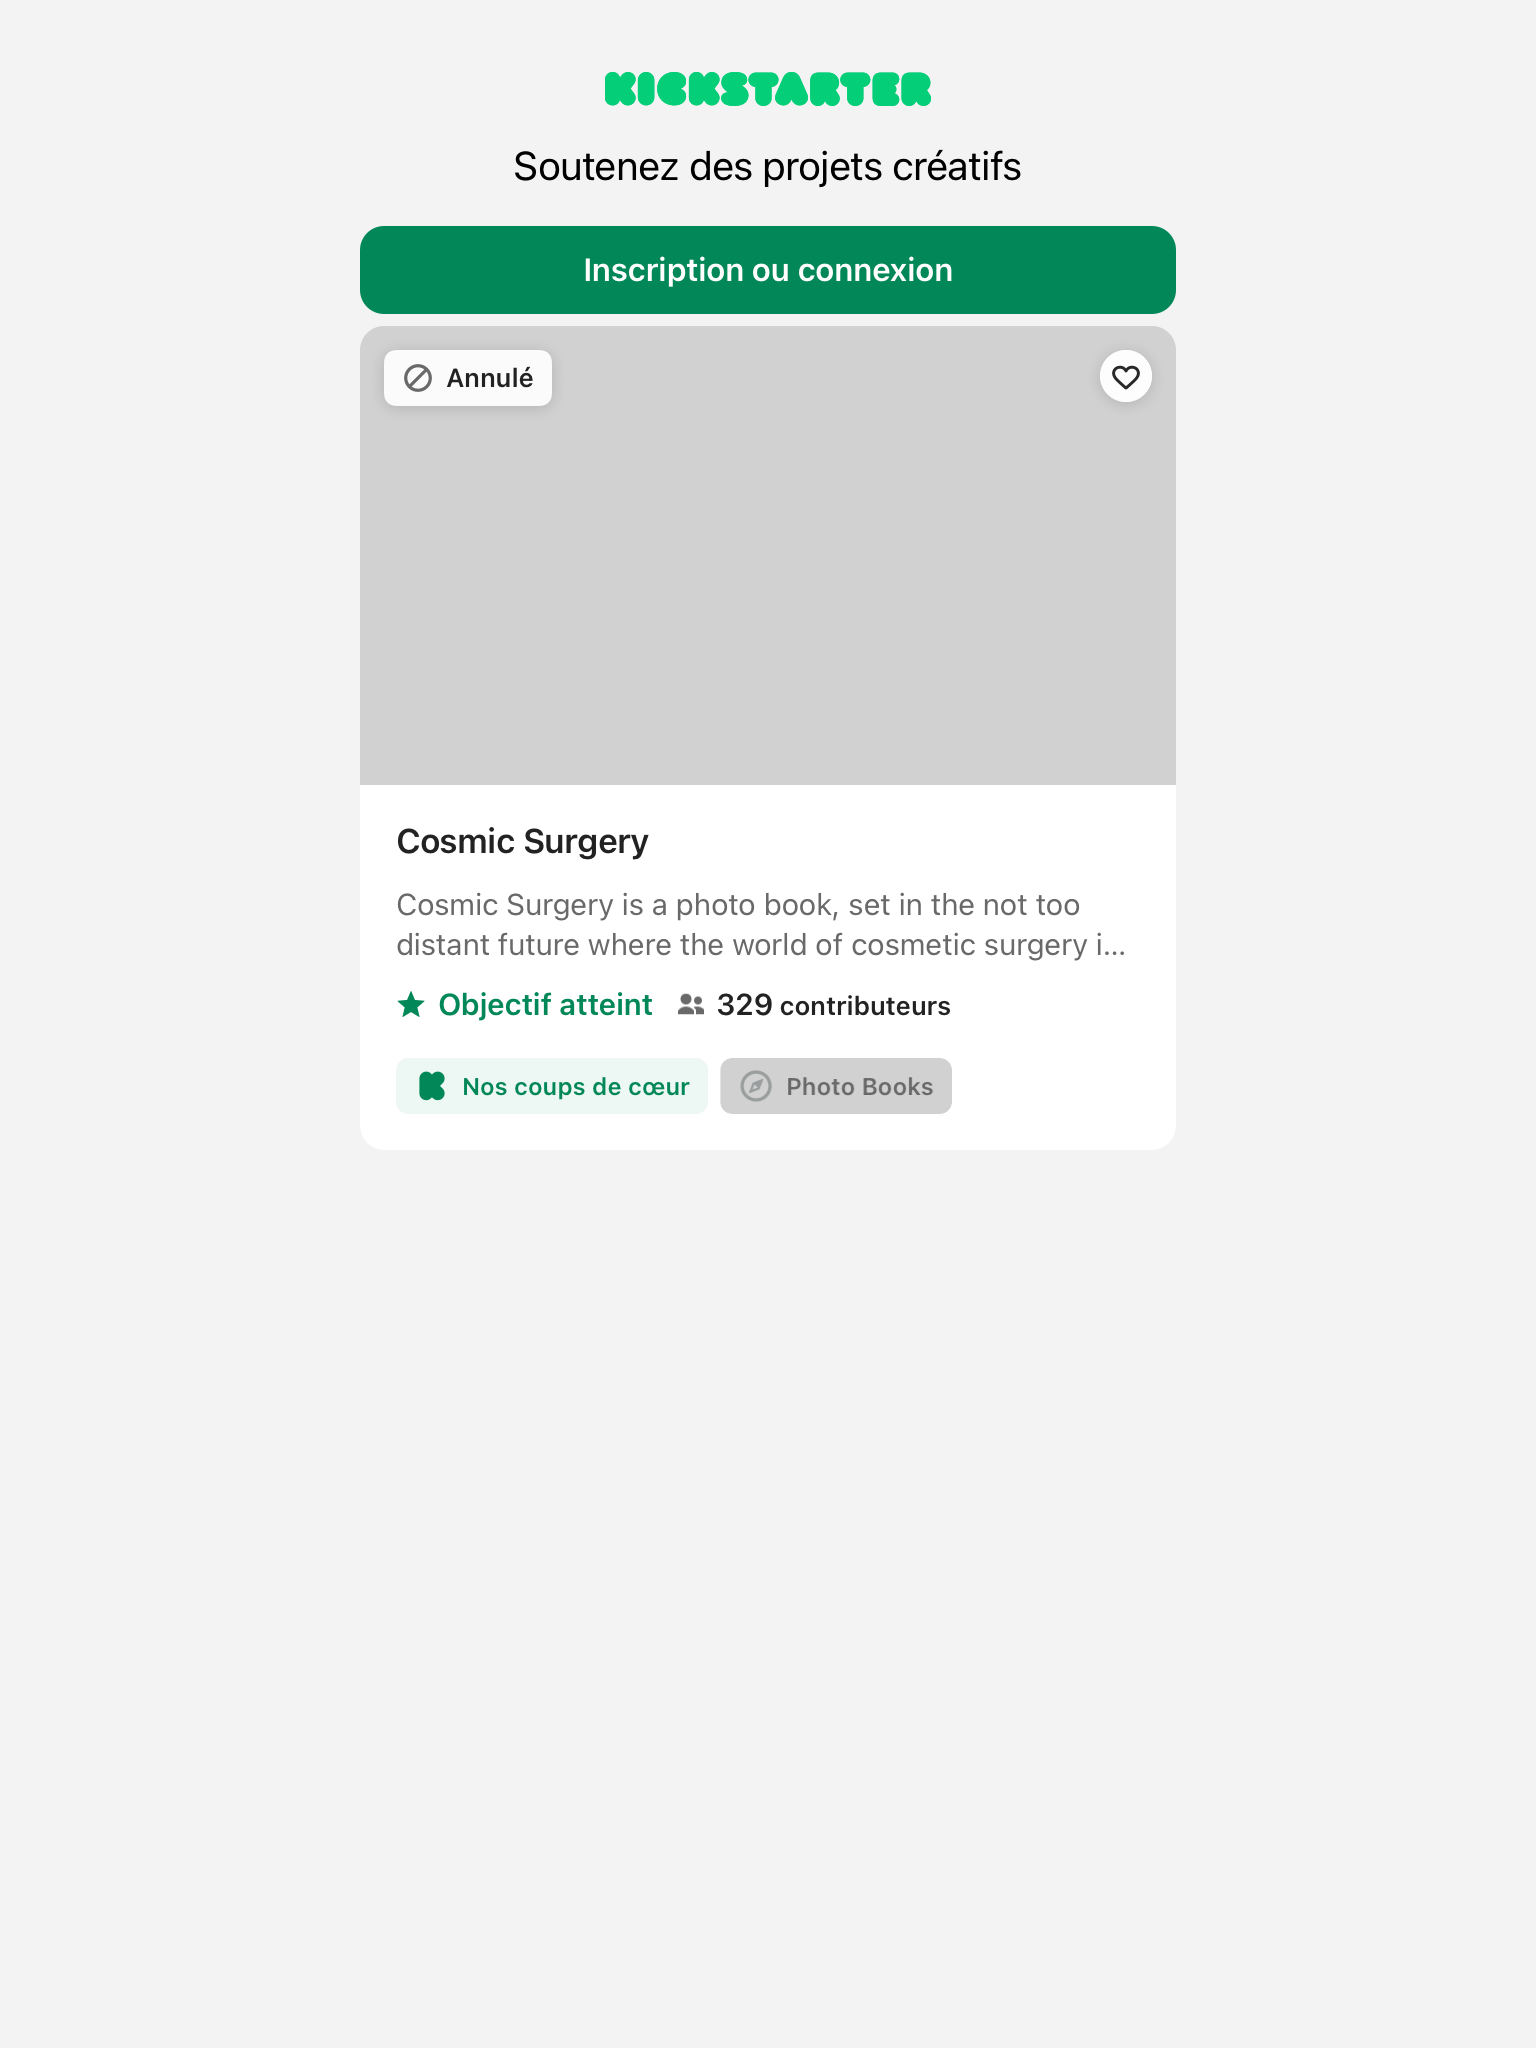 KICKSTARTER
Soutenez des projets créatifs
Inscription ou connexion
Annulé
Cosmic Surgery
Cosmic Surgery is a photo book, set in the not too
distant future where the world of cosmetic surgery i...
Objectif atteint 329 contributeurs
Nos coups de cœur Photo Books